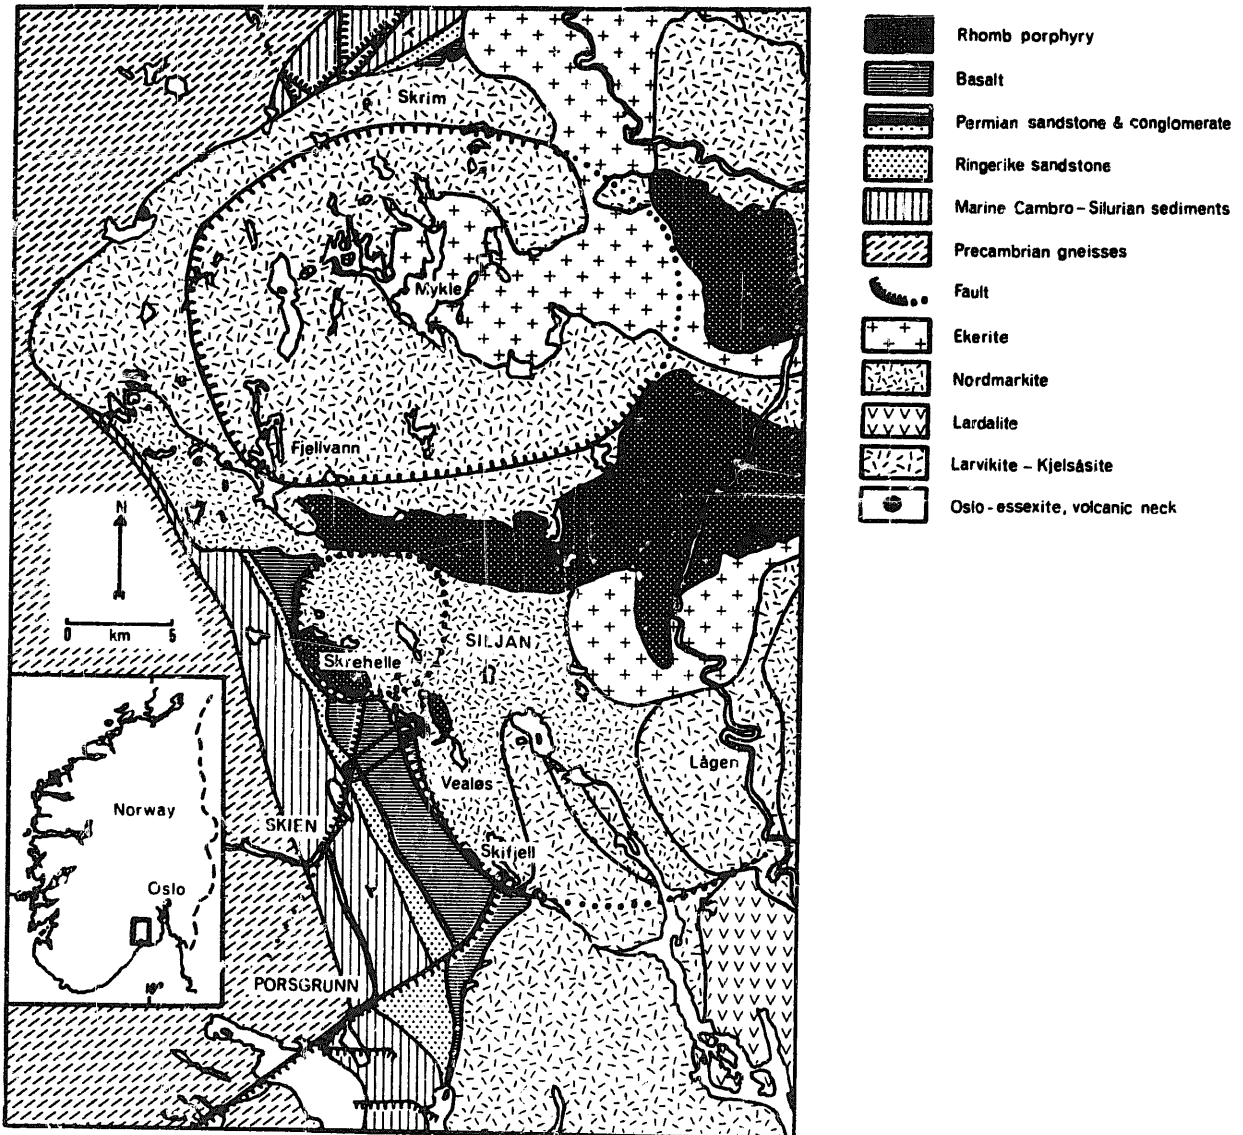 Skrim
Mykle
Fjellvann
N
0 km 5
SILJAN
Skrehelle
Lågen
Vealøs
Norway
SKIEN
Skifjell
Oslo
PORSGRUNN
Rhomb porphyry
Basalt
Permian sandstone & conglomerate
Ringerike sandstone
Marine Cambro-Silurian sediments
Precambrian gneisses
Fault
Ekerite
Nordmarkite
Lardalite
Larvikite - Kjelsåsite
Oslo-essexite, volcanic neck